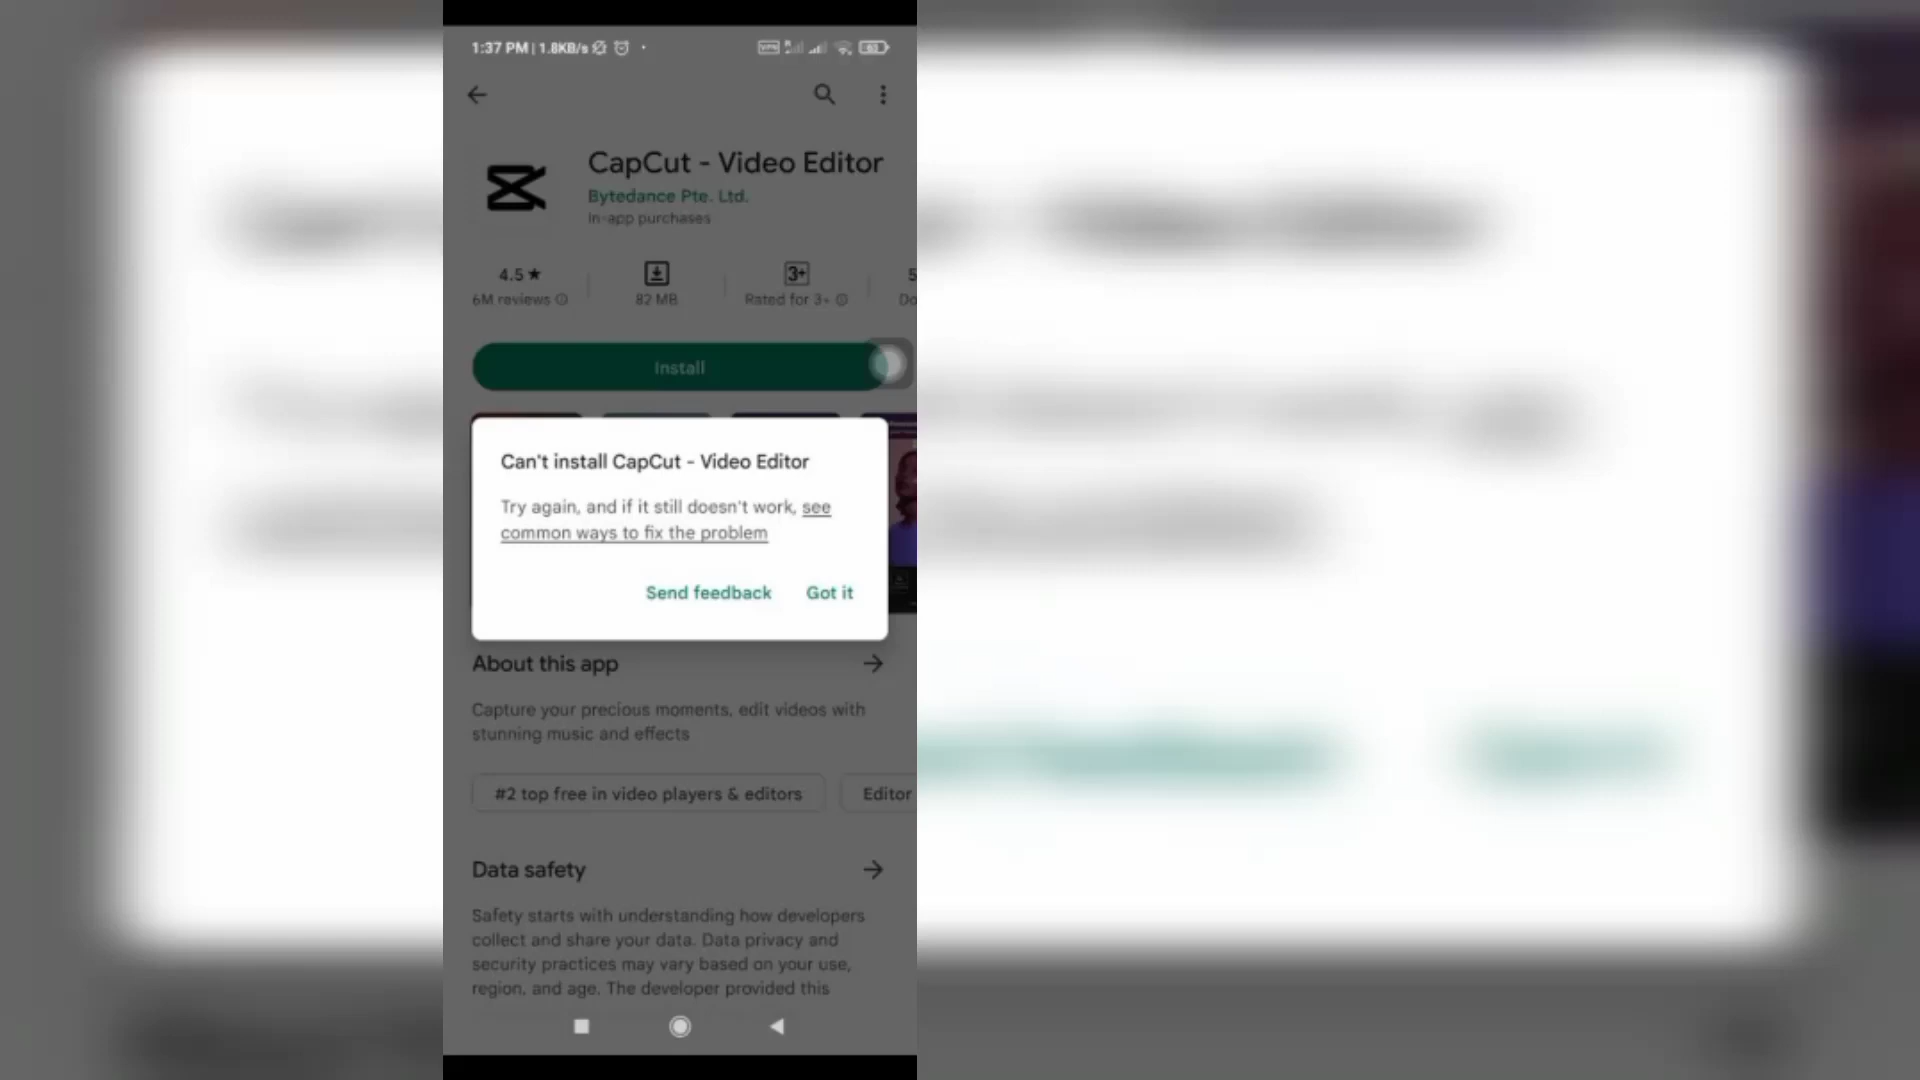 1:37 PM | 1.8KB/s
VPN
63
CapCut - Video Editor
Bytedance Pte. Ltd.
In-app purchases
4.5★
3+
6M reviews
82 MB
Rated for 3+
Install
Can't install CapCut - Video Editor
Try again, and if it still doesn't work, see
common ways to fix the problem
Send feedback Got it
About this app
Capture your precious moments, edit videos with
stunning music and effects
#2 top free in video players & editors
Editor
Data safety
Safety starts with understanding how developers
collect and share your data. Data privacy and
security practices may vary based on your use,
region, and age. The developer provided this